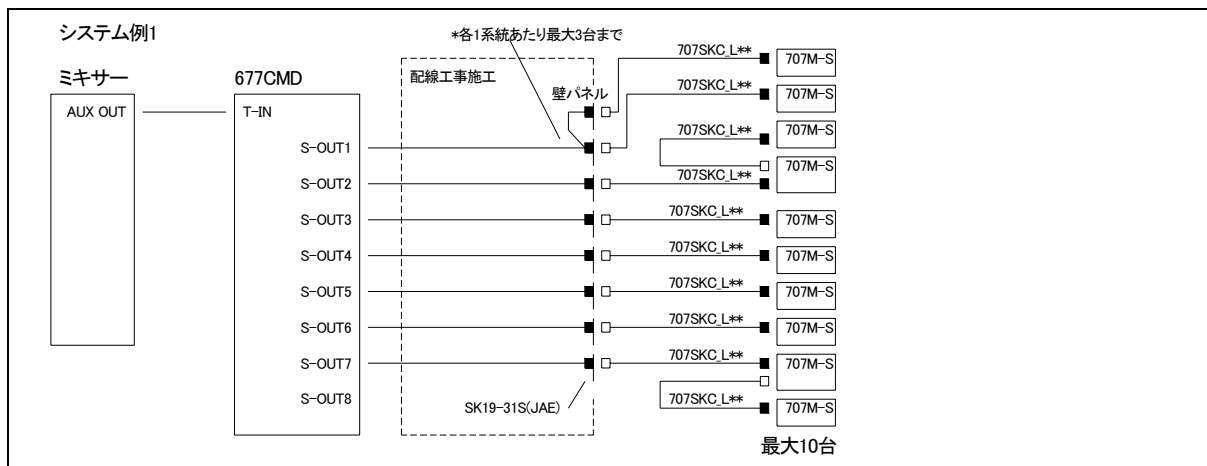 システム例1
*各1系統あたり最大3台まで
ミキサー
677CMD
配線工事施工
壁パネル
AUX OUT
T-IN
S-OUT1
S-OUT2
S-OUT3
S-OUT4
S-OUT5
S-OUT6
S-OUT7
S-OUT8
SK19-31S(JAE)
707SKC_L**
707M-S
707SKC_L**
707M-S
707SKC_L**
707M-S
707M-S
707SKC_L**
707SKC_L**
707M-S
707SKC_L**
707M-S
707SKC_L**
707M-S
707SKC_L**
707M-S
707SKC_L**
707M-S
707SKC_L**
707M-S
最大10台